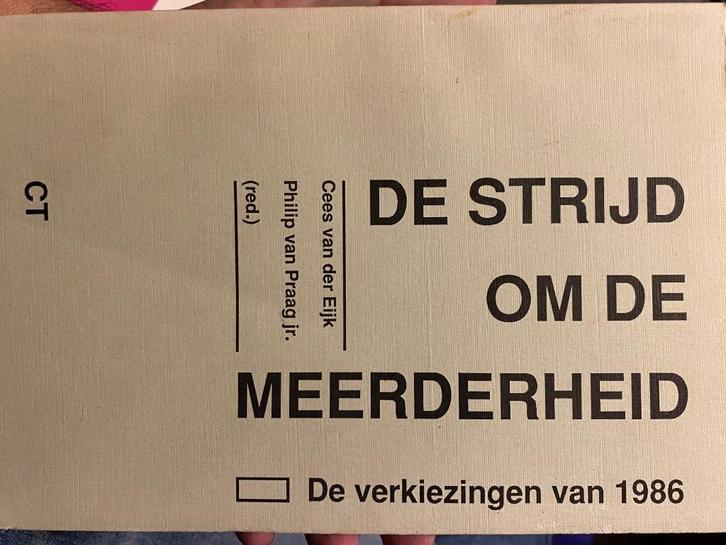 DE STRIJD
OM DE
MEERDERHEID
De verkiezingen van 1986
Cees van der Eijk
Philip van Praag jr.
(red.)
CT